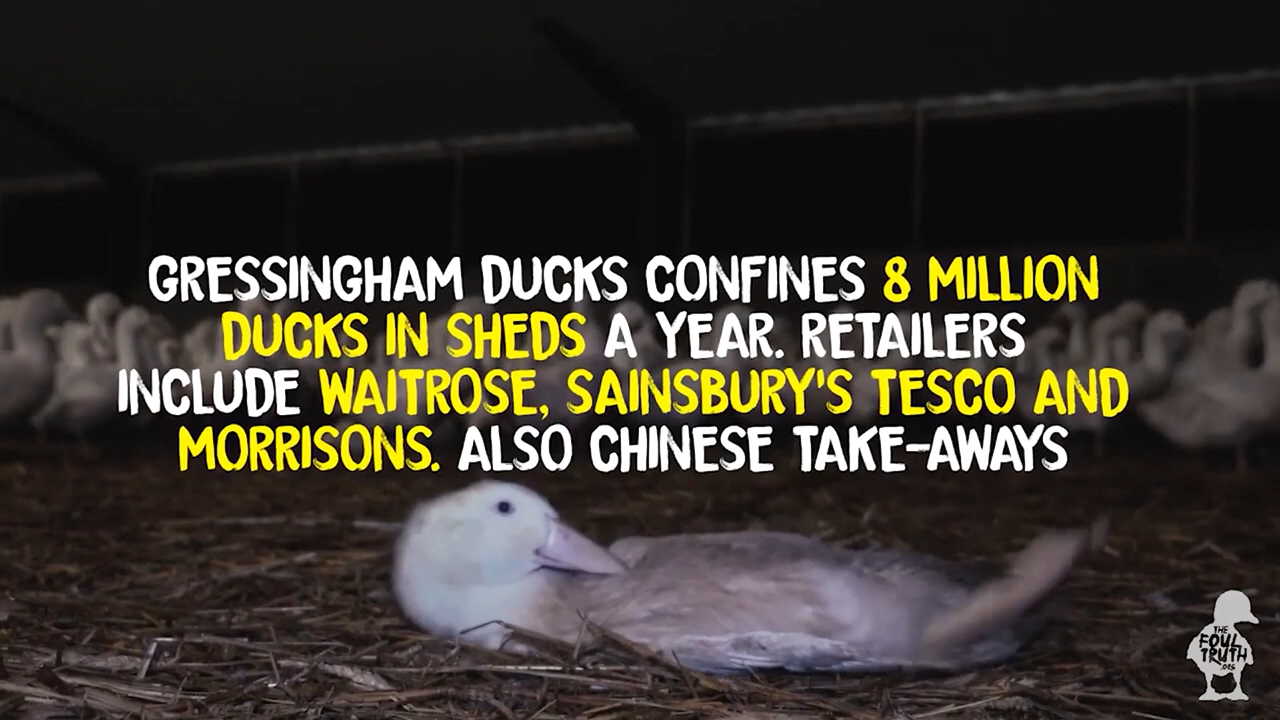 GRESSINGHAM DUCKS CONFINES 8 MILLION
DUCKS IN SHEDS A YEAR. RETAILERS
INCLUDE WAITROSE, SAINSBURY'S TESCO AND
MORRISONS. ALSO CHINESE TAKE-AWAYS
THE
FOUL
TRUTH
.ORG